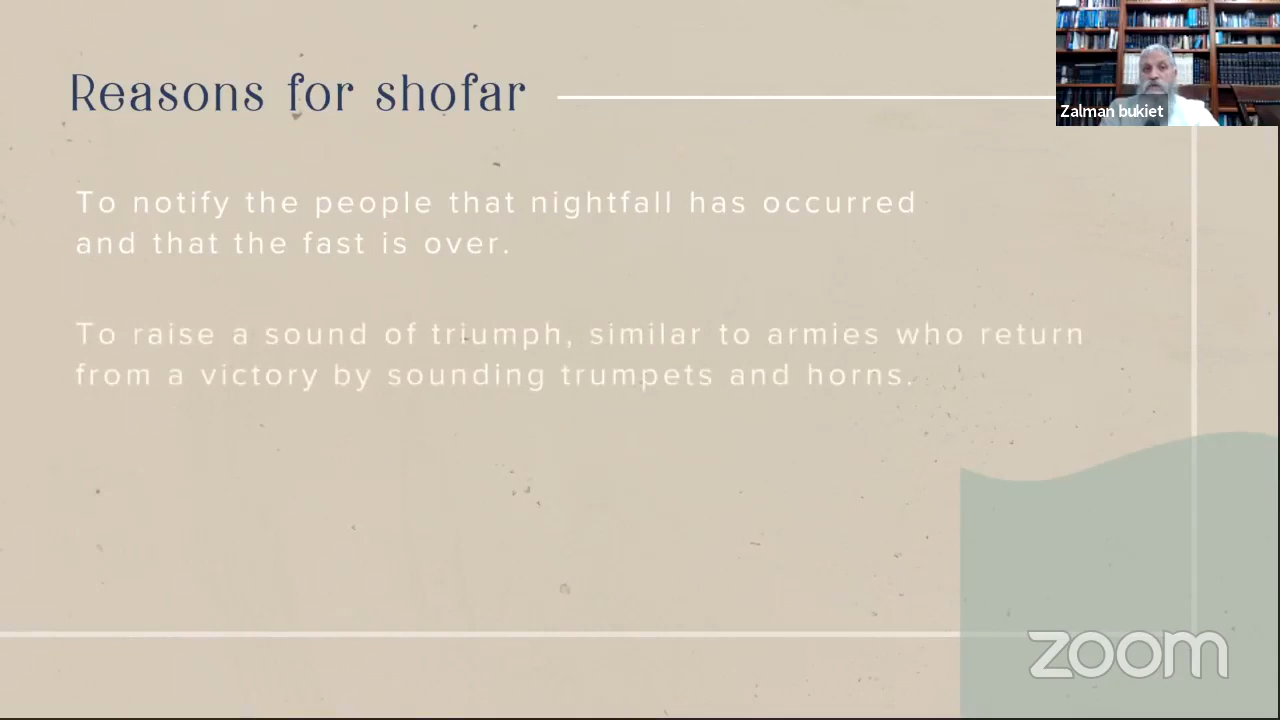 Reasons for shofar
Zalman bukiet
To notify the people that nightfall has occurred
and that the fast is over.
To raise a sound of triumph, similar to armies who return
from a victory by sounding trumpets and horns.
zoom